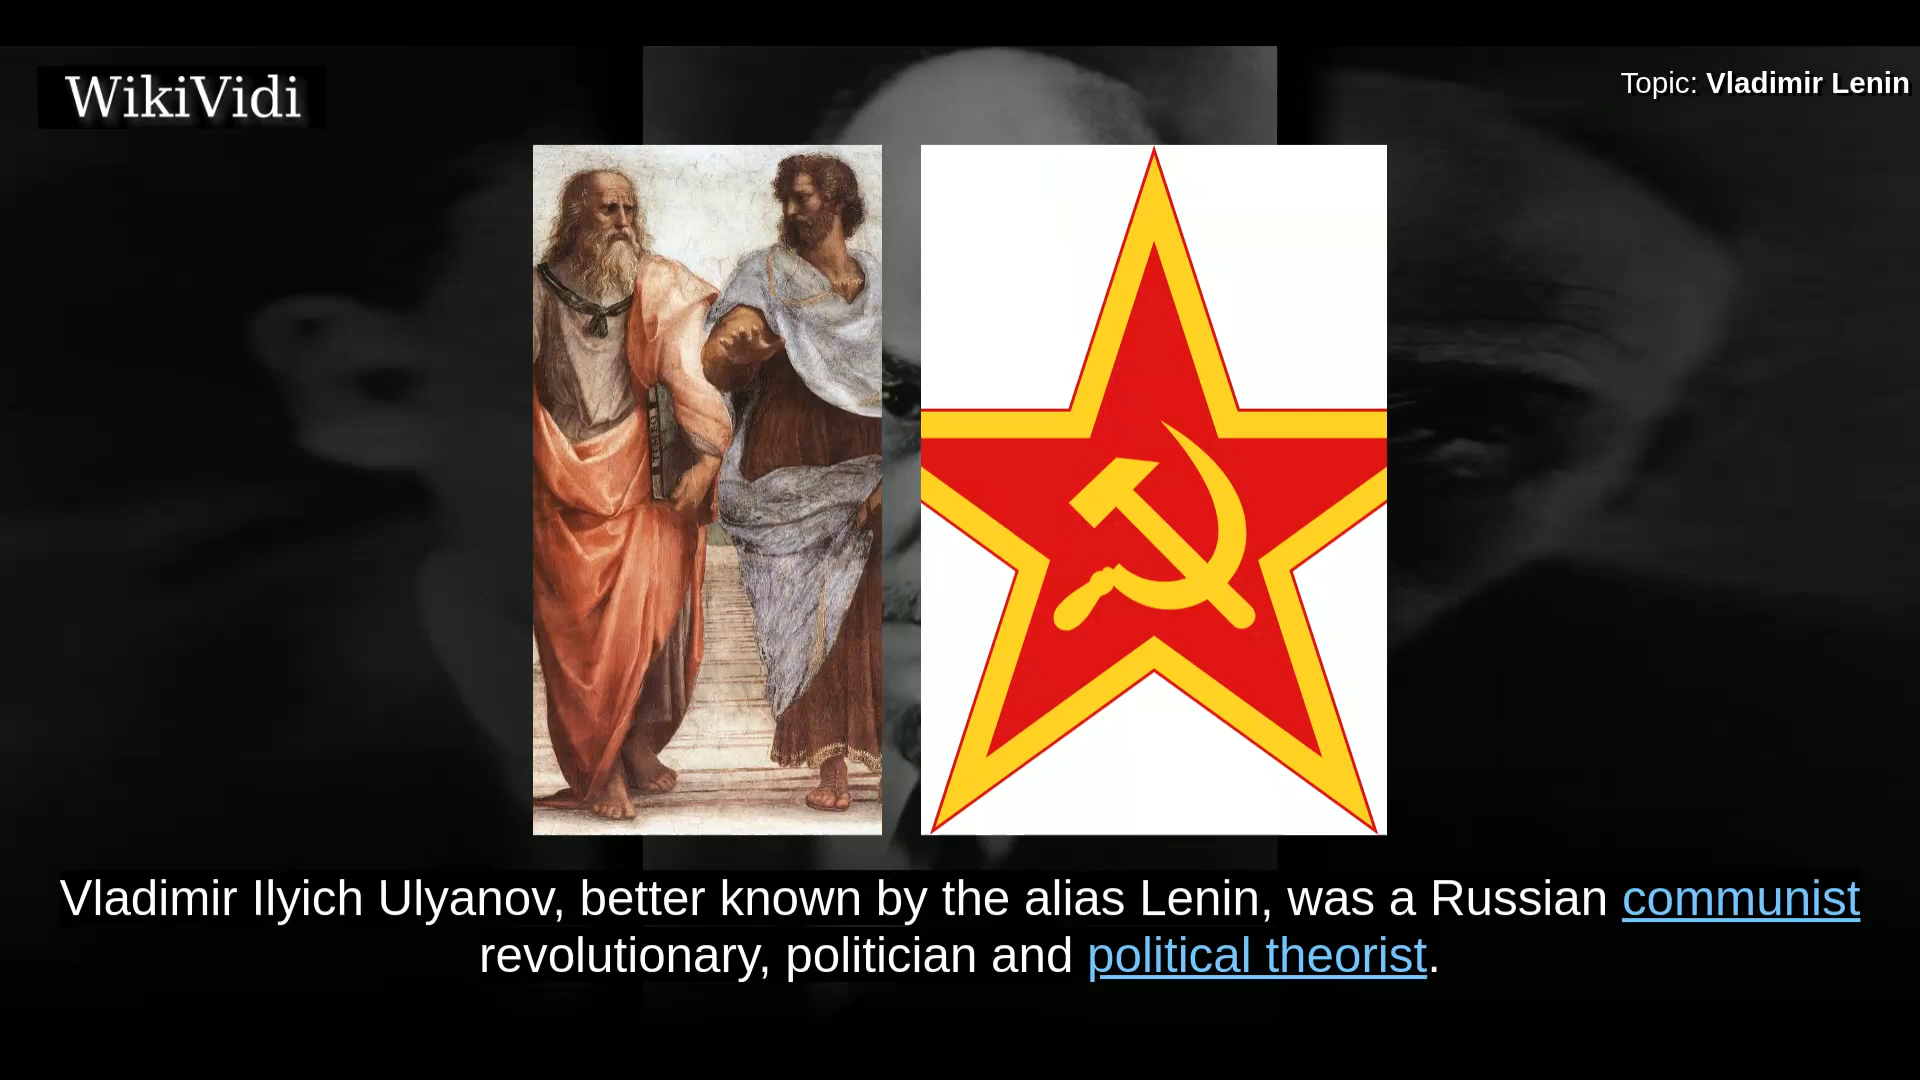 WikiVidi
Topic: Vladimir Lenin
Vladimir Ilyich Ulyanov, better known by the alias Lenin, was a Russian communist
revolutionary, politician and political theorist.